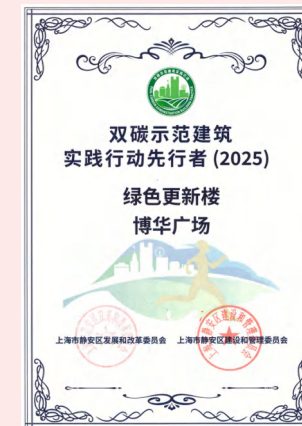 双碳示范建筑
实践行动先行者 (2025)
绿色更新楼
博华广场
上海市静安区发展和改革委员会
上海市静安区建设和管理委员会